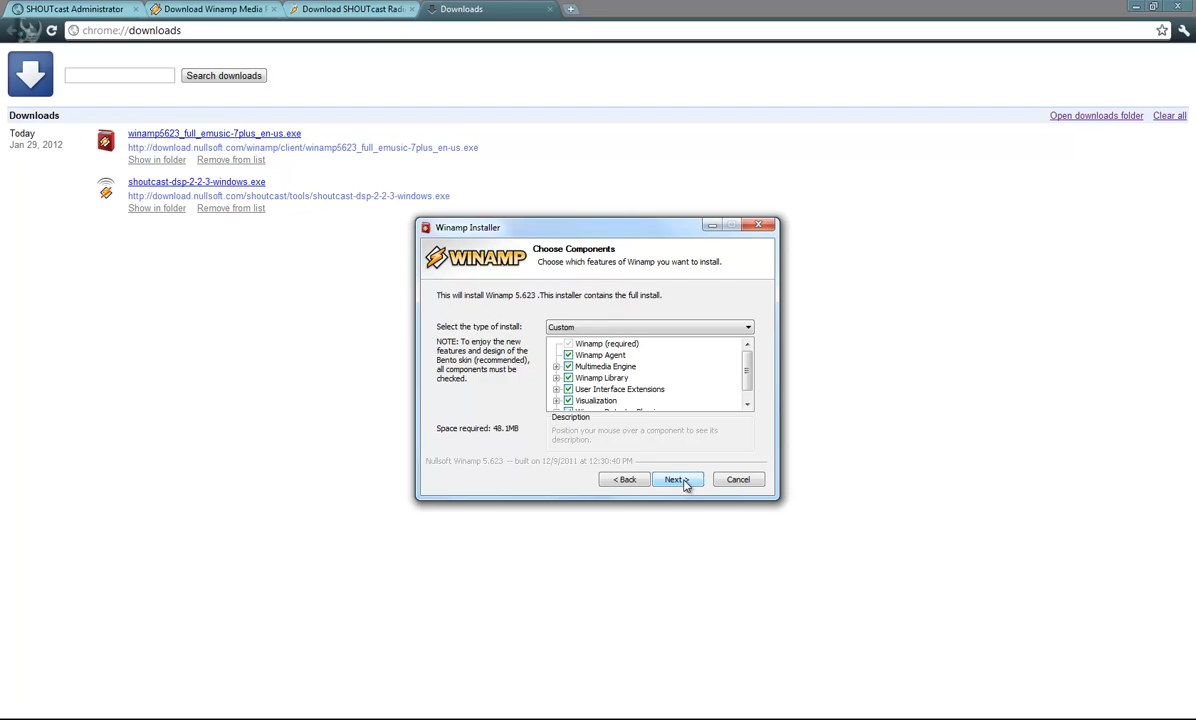 SHOUTcast Administrator
Download Winamp Media
Download SHOUTcast Radi
Downloads
chrome://downloads
Search downloads
Downloads
Open downloads folder
Clear all
Today
Jan 29, 2012
winamp5623_full_emusic-7plus_en-us.exe
http://download.nullsoft.com/winamp/client/winamp5623_full_emusic-7plus_en-us.exe
Show in folder
Remove from list
shoutcast-dsp-2-2-3-windows.exe
http://download.nullsoft.com/shoutcast/tools/shoutcast-dsp-2-2-3-windows.exe
Show in folder
Remove from list
Winamp Installer
WINAMP
Choose Components
Choose which features of Winamp you want to install.
This will install Winamp 5.623 .This installer contains the full install.
Select the type of install:
Custom
NOTE: To enjoy the new
features and design of the
Bento skin (recommended),
all components must be
checked.
Winamp (required)
Winamp Agent
Multimedia Engine
Winamp Library
User Interface Extensions
Visualization
Space required: 48.1MB
Description
Position your mouse over a component to see its
description.
Nullsoft Winamp 5.623 -- built on 12/9/2011 at 12:30:40 PM
< Back
Next >
Cancel